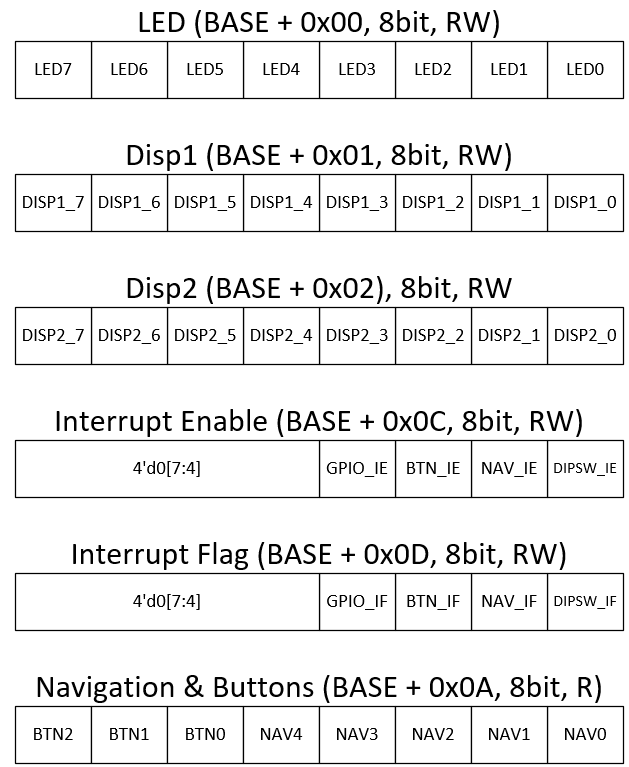 LED (BASE + 0x00, 8bit, RW)
LED7 LED6 LED5 LED4 LED3 LED2 LED1 LED0
Disp1 (BASE + 0x01, 8bit, RW)
DISP1_7 DISP1_6 DISP1_5 DISP1_4 DISP1_3 DISP1_2 DISP1_1 DISP1_0
Disp2 (BASE + 0x02), 8bit, RW
DISP2_7 DISP2_6 DISP2_5 DISP2_4 DISP2_3 DISP2_2 DISP2_1 DISP2_0
Interrupt Enable (BASE + 0x0C, 8bit, RW)
4'd0[7:4] GPIO_IE BTN_IE NAV_IE DIPSW_IE
Interrupt Flag (BASE + 0x0D, 8bit, RW)
4'd0[7:4] GPIO_IF BTN_IF NAV_IF DIPSW_IF
Navigation & Buttons (BASE + 0x0A, 8bit, R)
BTN2 BTN1 BTN0 NAV4 NAV3 NAV2 NAV1 NAV0